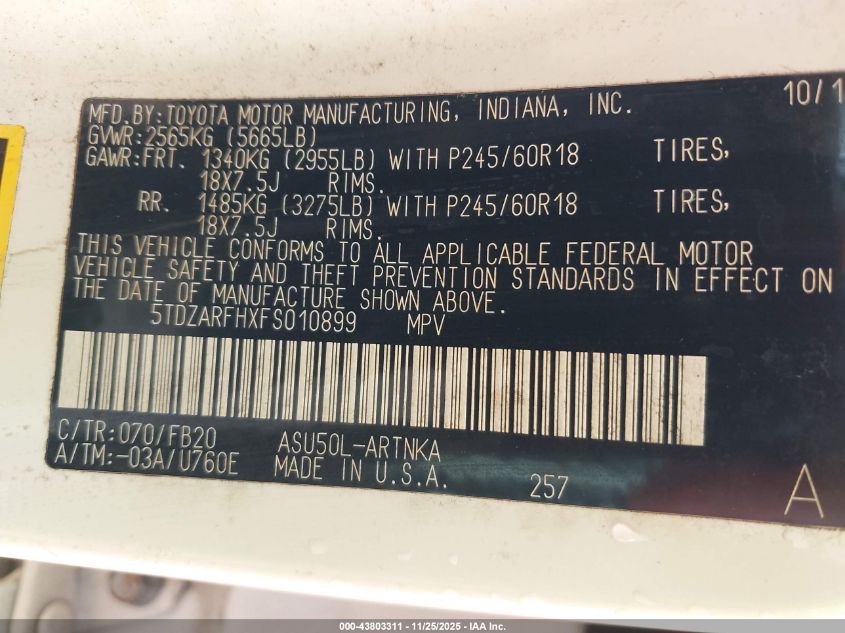 MFD.BY:TOYOTA MOTOR MANUFACTURING, INDIANA, INC. 10/1
GVWR:2565KG (5665LB)
GAWR:FRT. 1340KG (2955LB) WITH P245/60R18 TIRES,
18X7.5J RIMS.
RR. 1485KG (3275LB) WITH P245/60R18 TIRES,
18X7.5J RIMS.
THIS VEHICLE CONFORMS TO ALL APPLICABLE FEDERAL MOTOR
VEHICLE SAFETY AND THEFT PREVENTION STANDARDS IN EFFECT ON
THE DATE OF MANUFACTURE SHOWN ABOVE.
5TDZARFHXFS010899 MPV
C/TR:070/FB20 ASU50L-ARTNKA
A/TM:-03A/U760E MADE IN U.S.A. 257 A
000-43803311 - 11/25/2025 - IAA Inc.